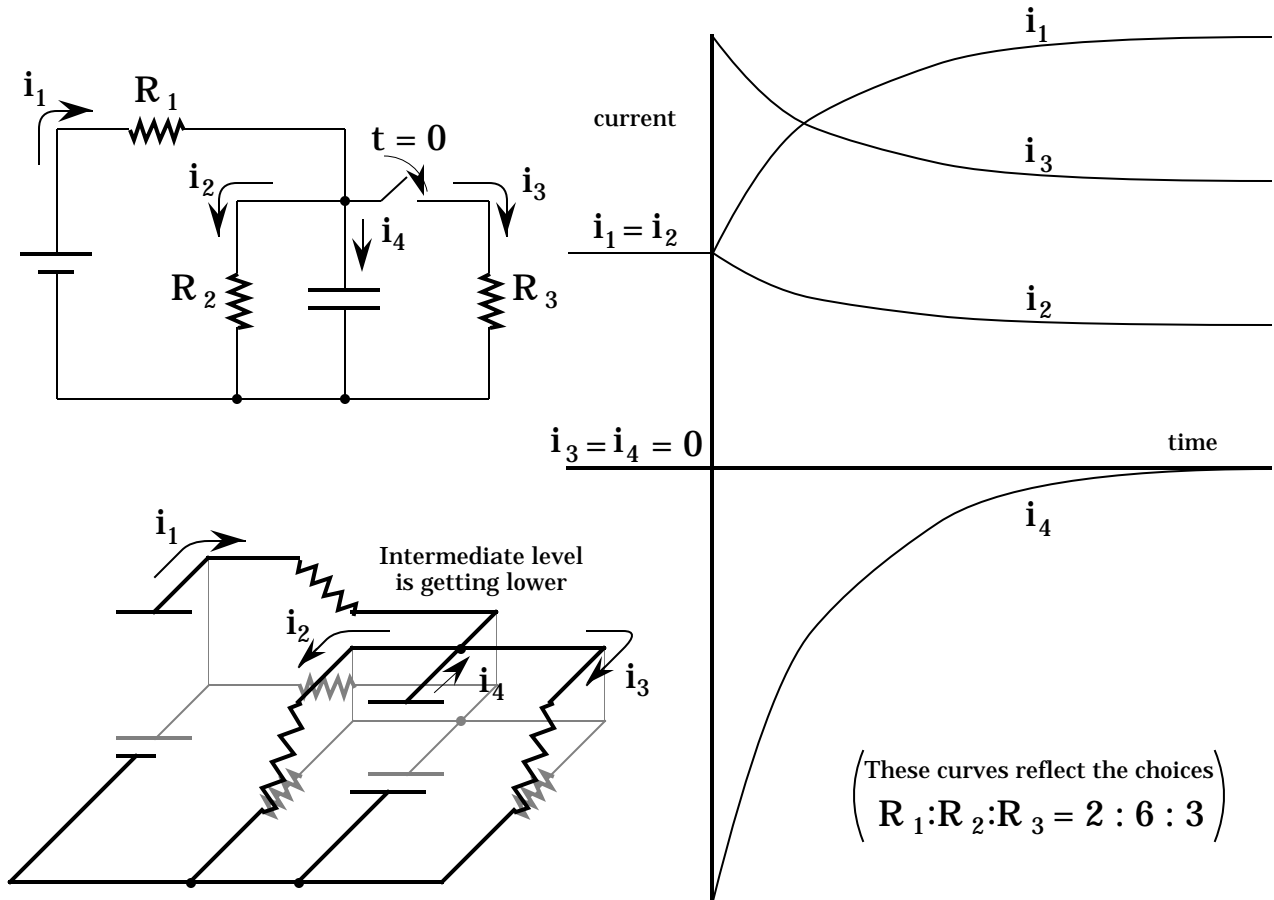 i₁
R₁
t = 0
i₂
i₃
i₄
R₂
R₃
i₁
current
i₃
i₁ = i₂
i₂
i₃ = i₄ = 0
time
i₄
i₁
Intermediate level
is getting lower
i₂
i₄
i₃
These curves reflect the choices
R₁:R₂:R₃ = 2 : 6 : 3